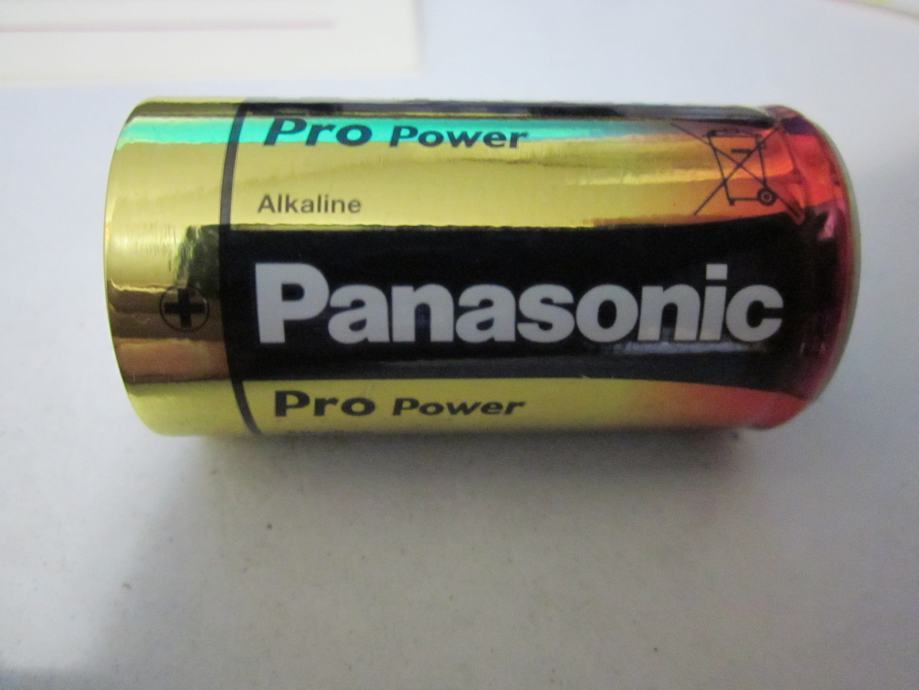 Pro Power
Alkaline
+
Panasonic
Pro Power